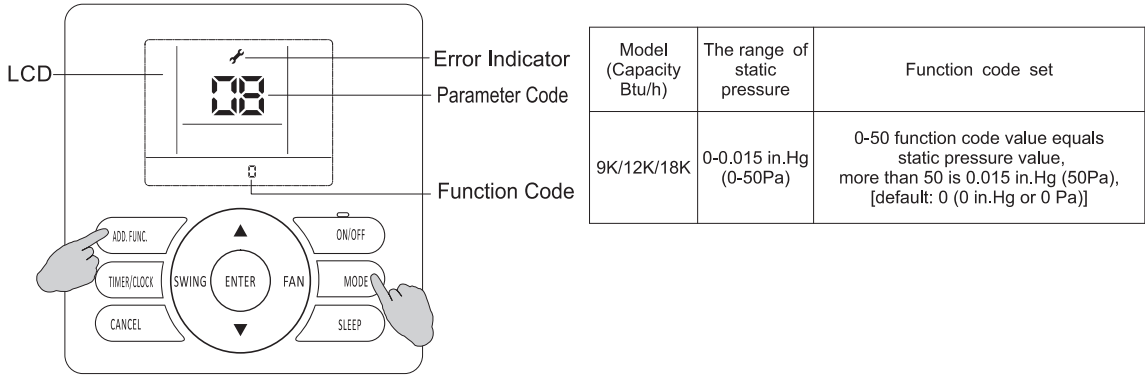 LCD
Error Indicator
08
Parameter Code
0
Function Code
ADD. FUNC.
ON/OFF
TIMER/CLOCK
SWING
ENTER
FAN
MODE
CANCEL
SLEEP
Model
(Capacity
Btu/h)
The range of
static
pressure
Function code set
9K/12K/18K
0-0.015 in.Hg
(0-50Pa)
0-50 function code value equals
static pressure value,
more than 50 is 0.015 in.Hg (50Pa),
[default: 0 (0 in.Hg or 0 Pa)]